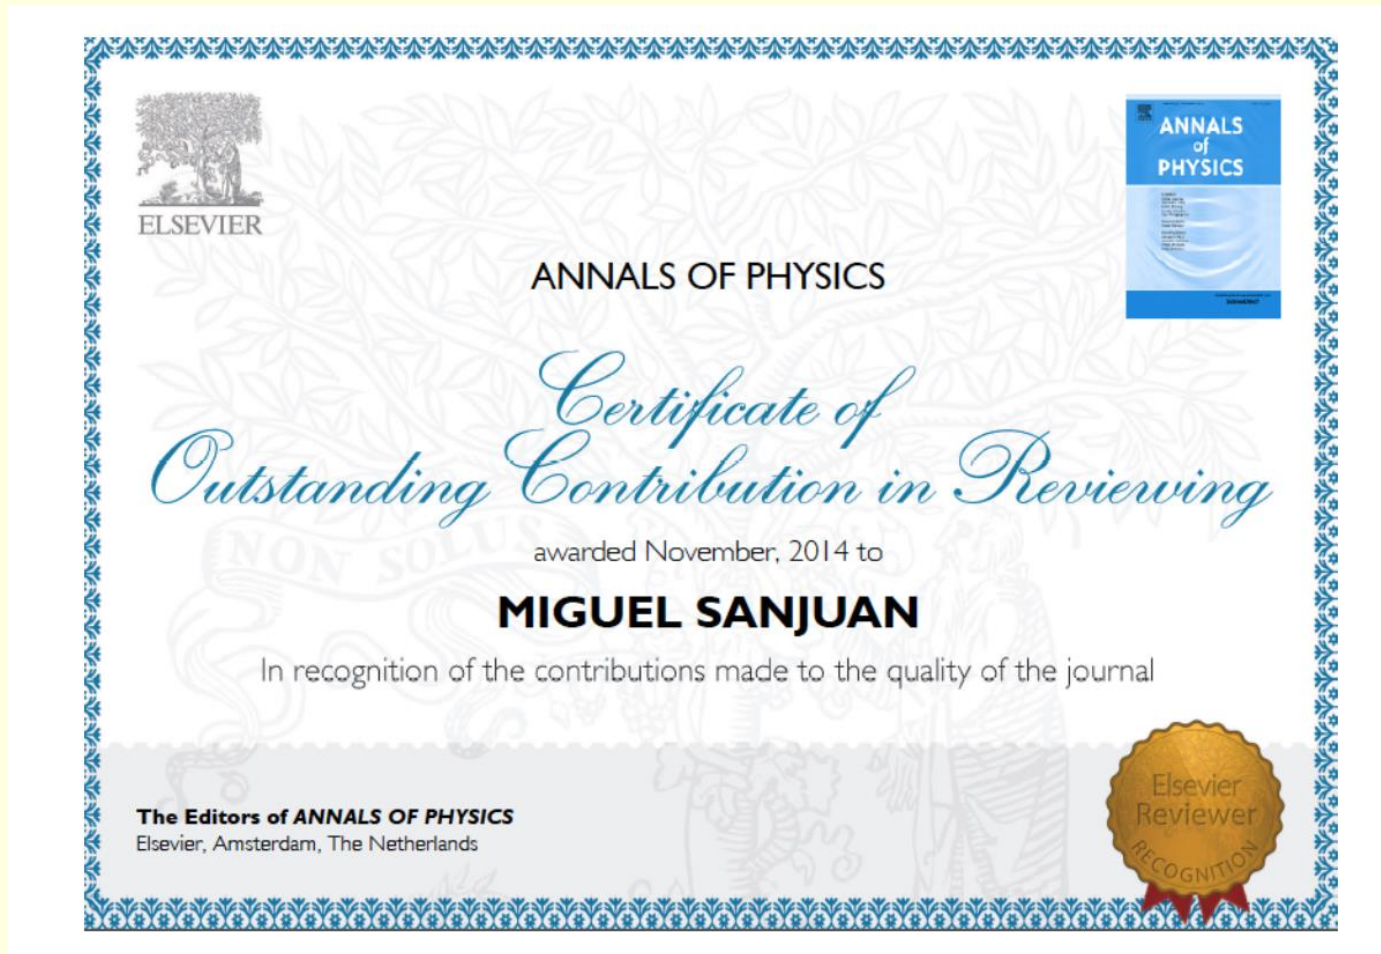 ELSEVIER
ANNALS
of
PHYSICS
ANNALS OF PHYSICS
Certificate of
Outstanding Contribution in Reviewing
NON SOLUS
awarded November, 2014 to
MIGUEL SANJUAN
In recognition of the contributions made to the quality of the journal
The Editors of ANNALS OF PHYSICS
Elsevier, Amsterdam, The Netherlands
Elsevier
Reviewer
RECOGNITION